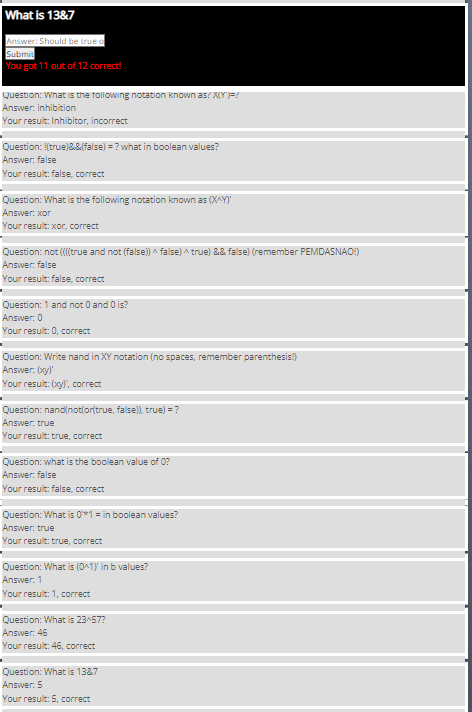 What is 13&7
Answer: Should be true o
Submit
You got 11 out of 12 correct!
Question: What is the following notation known as? X(Y')=?
Answer: inhibition
Your result: Inhibitor, incorrect
Question: !(true)&&(false) = ? what in boolean values?
Answer: false
Your result: false, correct
Question: What is the following notation known as (X^Y)'
Answer: xor
Your result: xor, correct
Question: not ((((true and not (false)) ^ false) ^ true) && false) (remember PEMDASNAO!)
Answer: false
Your result: false, correct
Question: 1 and not 0 and 0 is?
Answer: 0
Your result: 0, correct
Question: Write nand in XY notation (no spaces, remember parenthesis!)
Answer: (xy)'
Your result: (xy)', correct
Question: nand(not(or(true, false)), true) = ?
Answer: true
Your result: true, correct
Question: what is the boolean value of 0?
Answer: false
Your result: false, correct
Question: What is 0'*1 = in boolean values?
Answer: true
Your result: true, correct
Question: What is (0^1)' in b values?
Answer: 1
Your result: 1, correct
Question: What is 23^57?
Answer: 46
Your result: 46, correct
Question: What is 13&7
Answer: 5
Your result: 5, correct